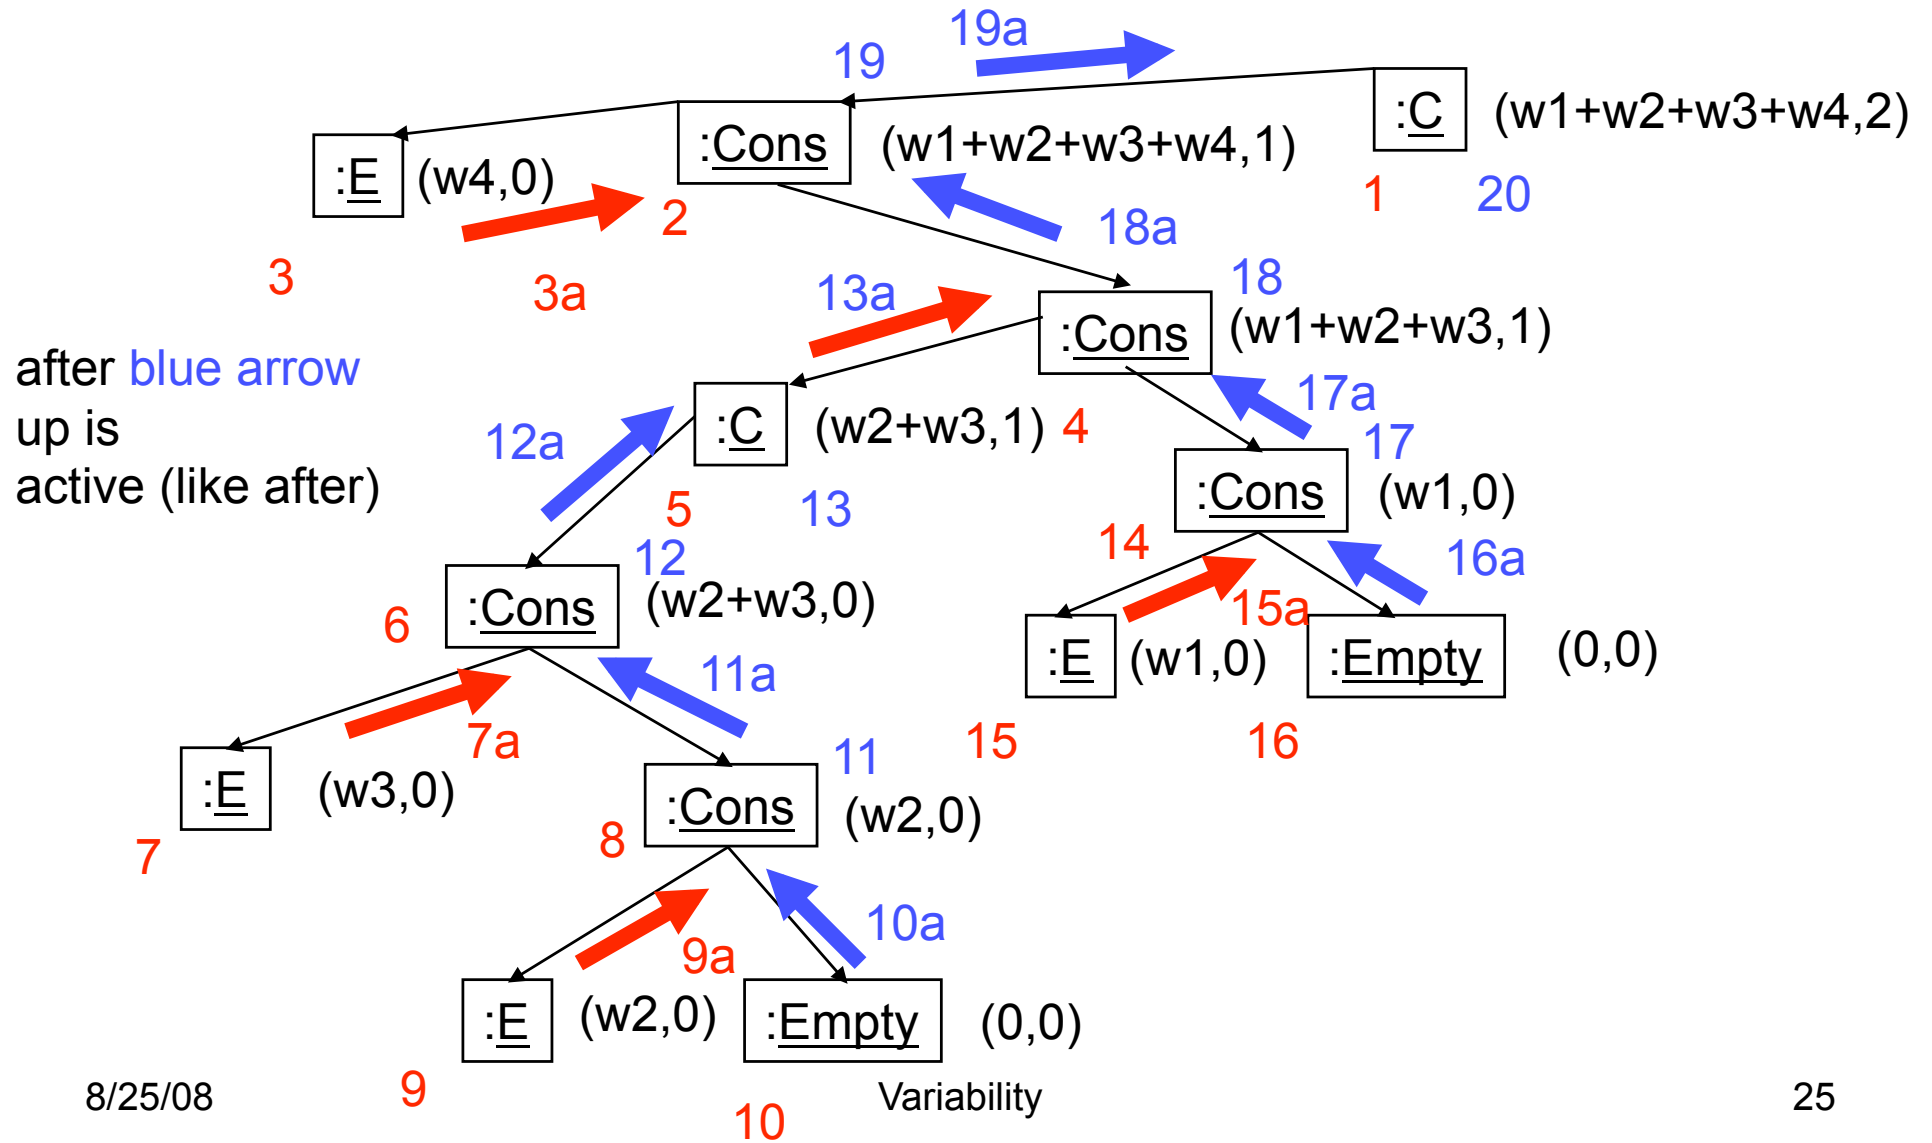 19a
19
:C (w1+w2+w3+w4,2)
:Cons (w1+w2+w3+w4,1)
:E (w4,0)
1 20
2
18a
3 3a
13a 18
:Cons (w1+w2+w3,1)
after blue arrow
up is
active (like after)
17a
:C (w2+w3,1) 4
12a 17
:Cons (w1,0)
5 13
14
12 16a
:Cons (w2+w3,0)
6 15a
:E (w1,0) :Empty (0,0)
11a
7a 15 16
11
:E (w3,0)
:Cons (w2,0)
7 8
10a
9a
:E (w2,0) :Empty (0,0)
9
10
8/25/08 Variability 25